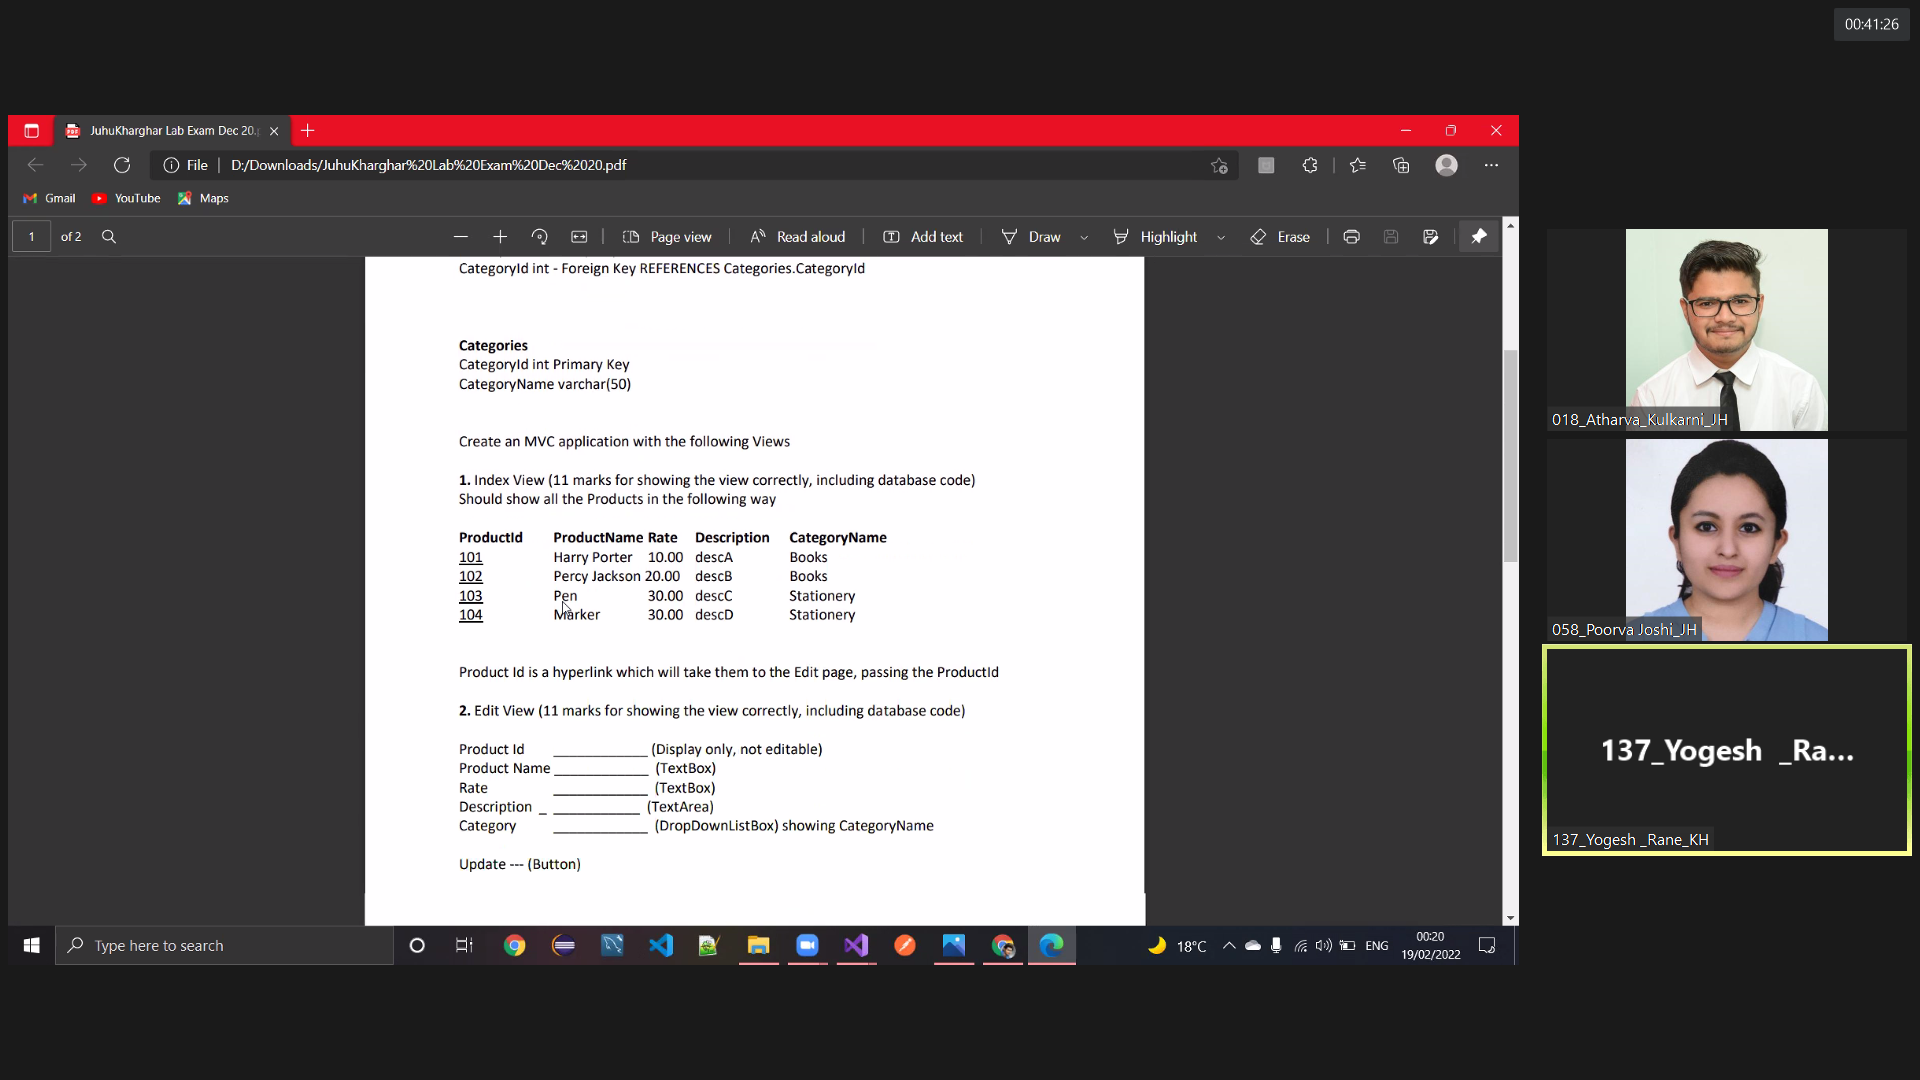 00:41:26
JuhuKharghar Lab Exam Dec 20.
File
D:/Downloads/JuhuKharghar%20Lab%20Exam%20Dec%2020.pdf
Gmail YouTube Maps
1 of 2 Page view Read aloud Add text Draw Highlight Erase
CategoryId int - Foreign Key REFERENCES Categories.CategoryId
Categories
CategoryId int Primary Key
CategoryName varchar(50)
Create an MVC application with the following Views
1. Index View (11 marks for showing the view correctly, including database code)
Should show all the Products in the following way
ProductId ProductName Rate Description CategoryName
101 Harry Porter 10.00 descA Books
102 Percy Jackson 20.00 descB Books
103 Pen 30.00 descC Stationery
104 Marker 30.00 descD Stationery
Product Id is a hyperlink which will take them to the Edit page, passing the ProductId
2. Edit View (11 marks for showing the view correctly, including database code)
Product Id ____________ (Display only, not editable)
Product Name ____________ (TextBox)
Rate ____________ (TextBox)
Description _ ___________ (TextArea)
Category ____________ (DropDownListBox) showing CategoryName
Update --- (Button)
Type here to search
18°C
ENG
00:20
19/02/2022
018_Atharva_Kulkarni_JH
058_Poorva Joshi_JH
137_Yogesh _Ra...
137_Yogesh _Rane_KH